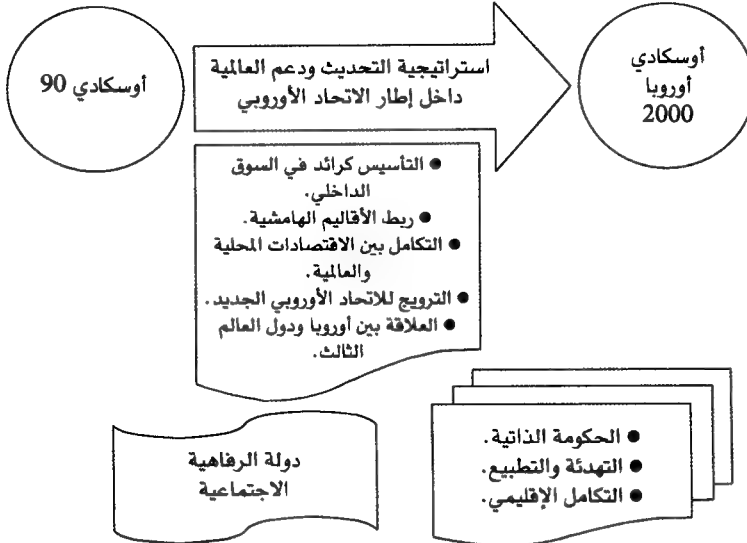 أوسكادي 90
استراتيجية التحديث ودعم العالمية
داخل إطار الاتحاد الأوروبي
أوسكادي
أوروبا
2000
● التأسيس كرائد في السوق
الداخلي.
● ربط الأقاليم الهامشية.
● التكامل بين الاقتصادات المحلية
والعالمية.
● الترويج للاتحاد الأوروبي الجديد.
● العلاقة بين أوروبا ودول العالم
الثالث.
دولة الرفاهية
الاجتماعية
● الحكومة الذاتية.
● التهدئة والتطبيع.
● التكامل الإقليمي.